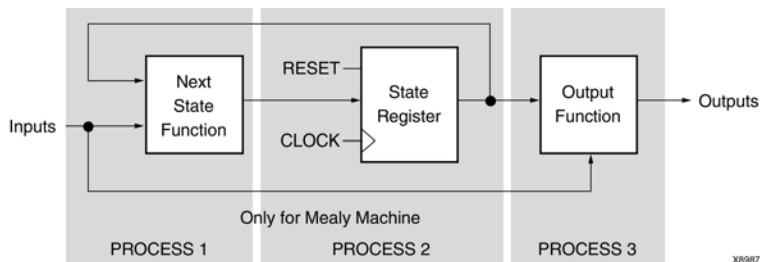 Inputs
Next
State
Function
RESET
CLOCK
State
Register
Output
Function
Outputs
Only for Mealy Machine
PROCESS 1
PROCESS 2
PROCESS 3
X8987